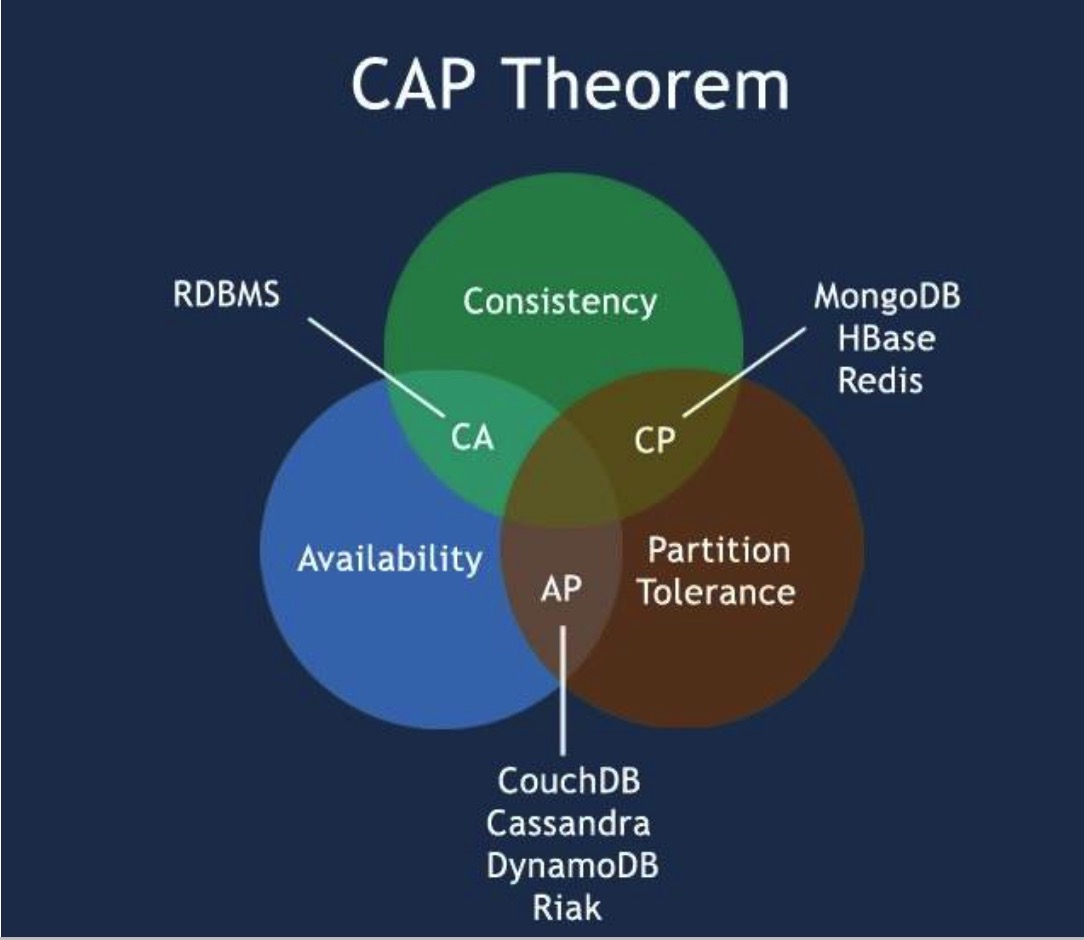 CAP Theorem
RDBMS
Consistency
MongoDB
HBase
Redis
CA
CP
Availability
Partition
Tolerance
AP
CouchDB
Cassandra
DynamoDB
Riak